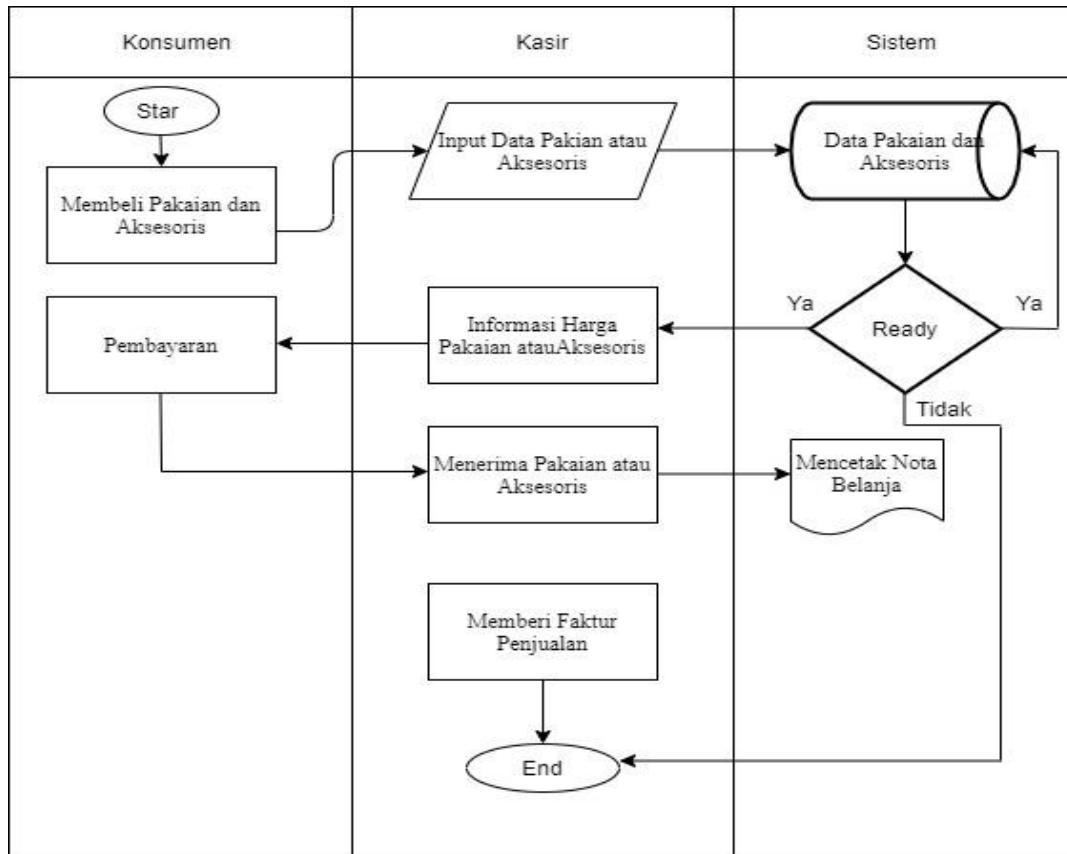 Konsumen
Kasir
Sistem
Star
Membeli Pakaian dan
Aksesoris
Input Data Pakian atau
Aksesoris
Data Pakaian dan
Aksesoris
Ya
Ready
Ya
Tidak
Informasi Harga
Pakaian atauAksesoris
Pembayaran
Menerima Pakaian atau
Aksesoris
Mencetak Nota
Belanja
Memberi Faktur
Penjualan
End